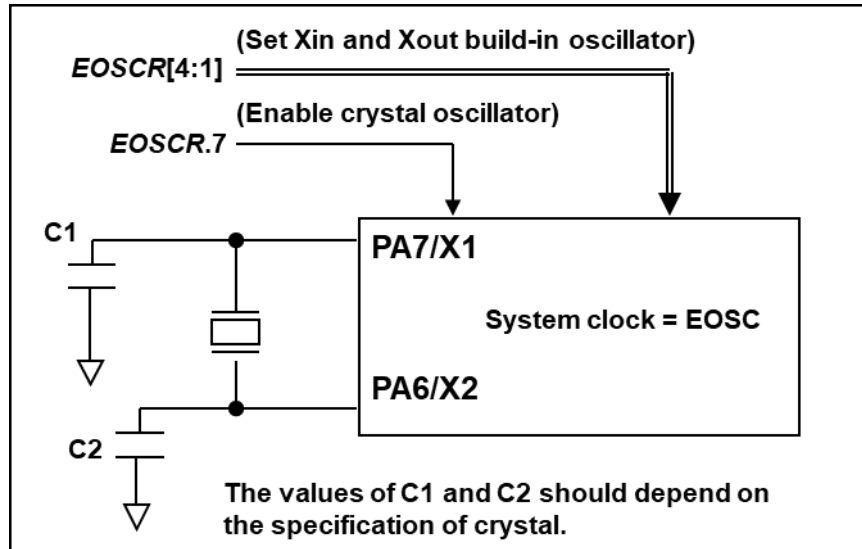 (Set Xin and Xout build-in oscillator)
EOSCR[4:1]
(Enable crystal oscillator)
EOSCR.7
C1
PA7/X1
System clock = EOSC
PA6/X2
C2
The values of C1 and C2 should depend on
the specification of crystal.